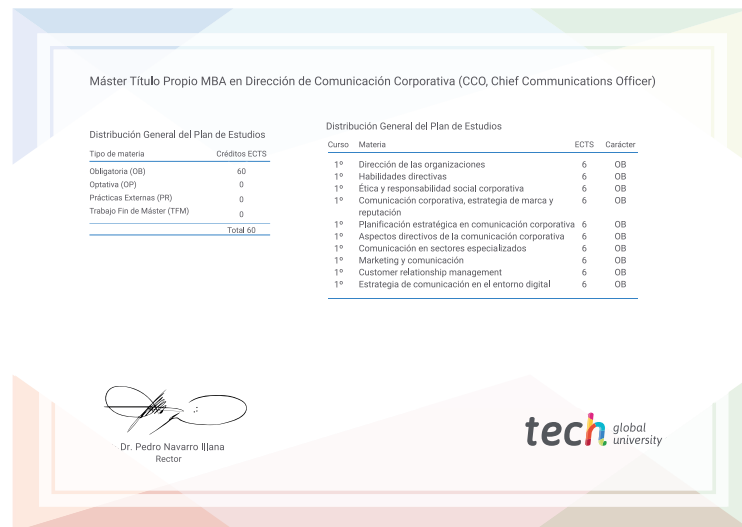 Máster Título Propio MBA en Dirección de Comunicación Corporativa (CCO, Chief Communications Officer)
Distribución General del Plan de Estudios
Tipo de materia Créditos ECTS
Obligatoria (OB) 60
Optativa (OP) 0
Prácticas Externas (PR) 0
Trabajo Fin de Máster (TFM) 0
Total 60
Distribución General del Plan de Estudios
Curso Materia ECTS Carácter
1º Dirección de las organizaciones 6 OB
1º Habilidades directivas 6 OB
1º Ética y responsabilidad social corporativa 6 OB
1º Comunicación corporativa, estrategia de marca y 6 OB
reputación
1º Planificación estratégica en comunicación corporativa 6 OB
1º Aspectos directivos de la comunicación corporativa 6 OB
1º Comunicación en sectores especializados 6 OB
1º Marketing y comunicación 6 OB
1º Customer relationship management 6 OB
1º Estrategia de comunicación en el entorno digital 6 OB
Dr. Pedro Navarro Illana
Rector
tech global
university